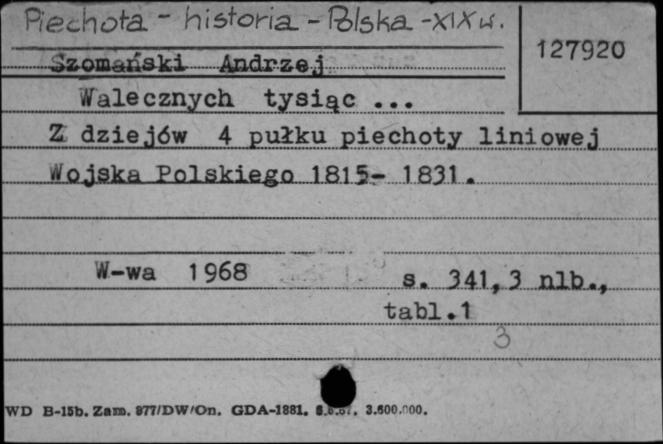 Piechota - historia - Polska - XIX w.
127920
Szomański Andrzej
Walecznych tysiąc ...
Z dziejów 4 pułku piechoty liniowej
Wojska Polskiego 1815- 1831.
W-wa 1968
s. 341, 3 nlb.,
tabl.1
3
WD B-15b. Zam. 877/DW/On. GDA-1881. 3.600.000.